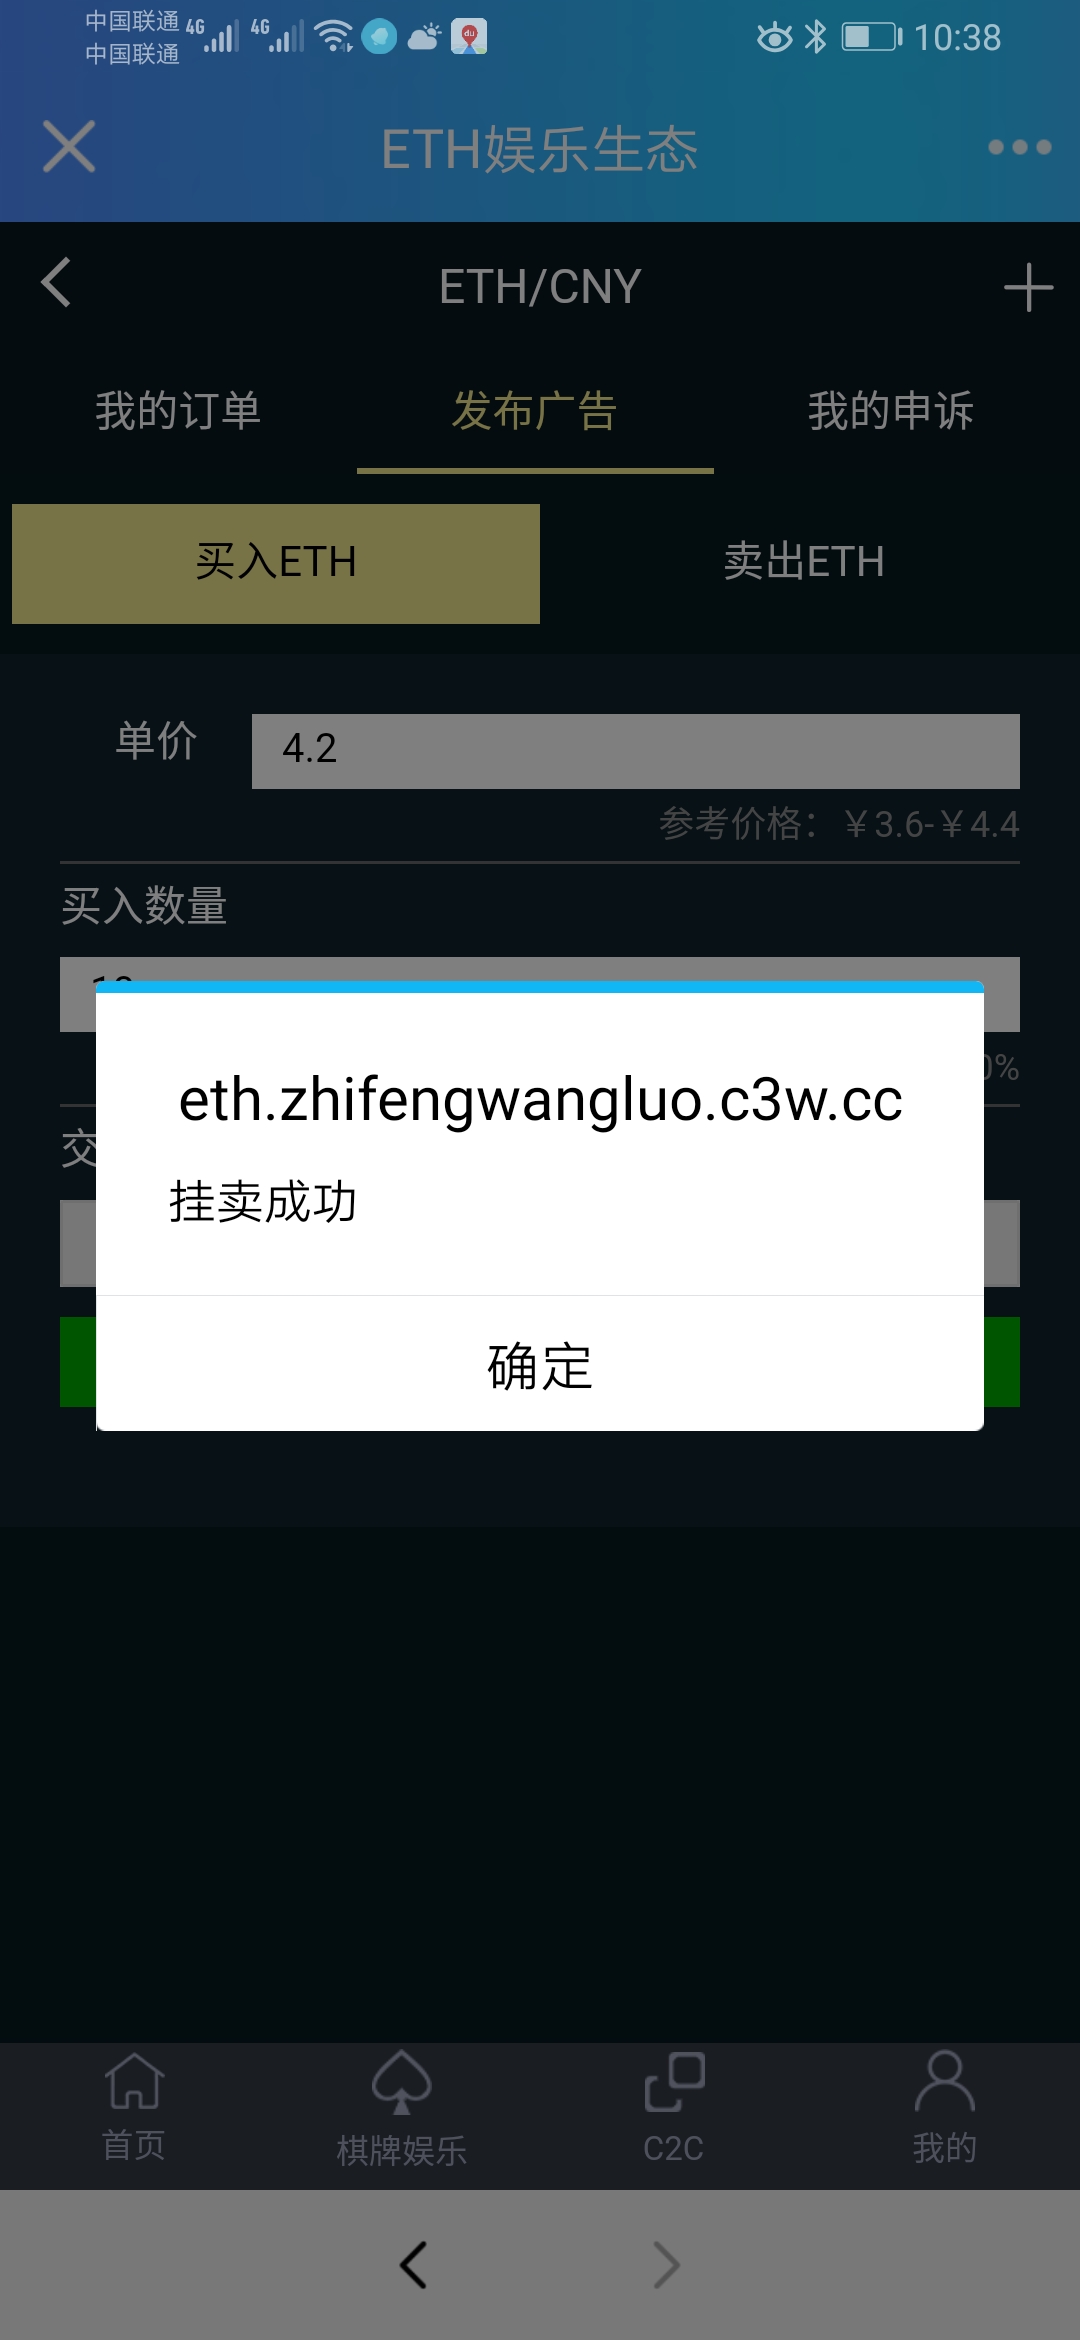 中国联通 4G 4G 10:38
中国联通
ETH娱乐生态
ETH/CNY
我的订单 发布广告 我的申诉
买入ETH 卖出ETH
单价 4.2
参考价格：￥3.6-￥4.4
买入数量
eth.zhifengwangluo.c3w.cc
挂卖成功
确定
首页 棋牌娱乐 C2C 我的